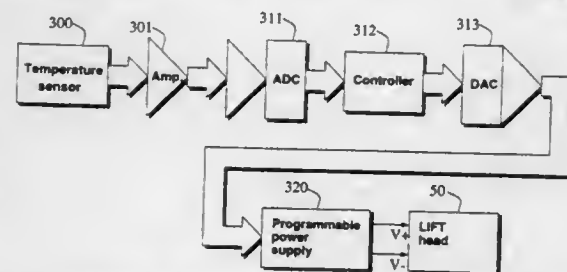 300
301
311
312
313
Temperature
sensor
Amp.
ADC
Controller
DAC
320
50
Programmable
power
supply
V+
V-
LIFT
head